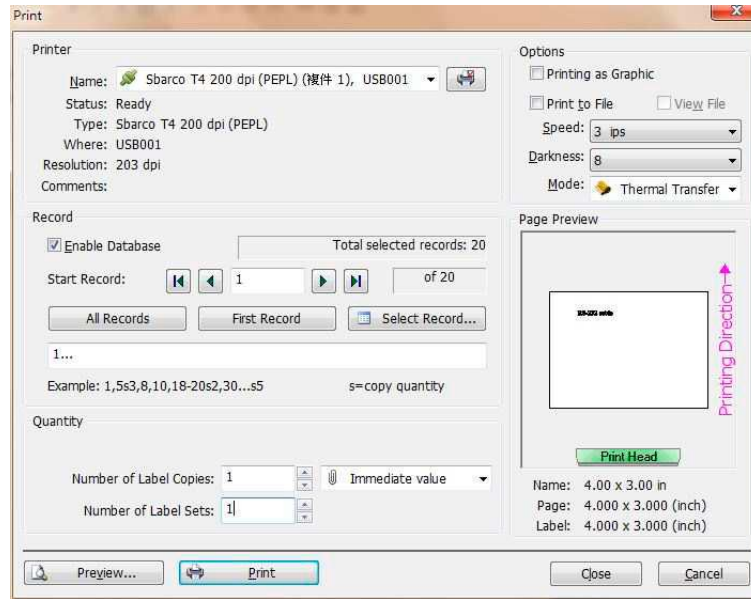 Print
Printer
Name: Sbarco T4 200 dpi (PEPL) (複件 1), USB001
Status: Ready
Type: Sbarco T4 200 dpi (PEPL)
Where: USB001
Resolution: 203 dpi
Comments:
Options
Printing as Graphic
Print to File View File
Speed: 3 ips
Darkness: 8
Mode: Thermal Transfer
Record
Enable Database Total selected records: 20
Start Record: 1 of 20
All Records First Record Select Record...
1...
Example: 1,5s3,8,10,18-20s2,30...s5 s=copy quantity
Quantity
Number of Label Copies: 1 Immediate value
Number of Label Sets: 1
Page Preview
Printing Direction
Print Head
Name: 4.00 x 3.00 in
Page: 4.000 x 3.000 (inch)
Label: 4.000 x 3.000 (inch)
Preview... Print Close Cancel